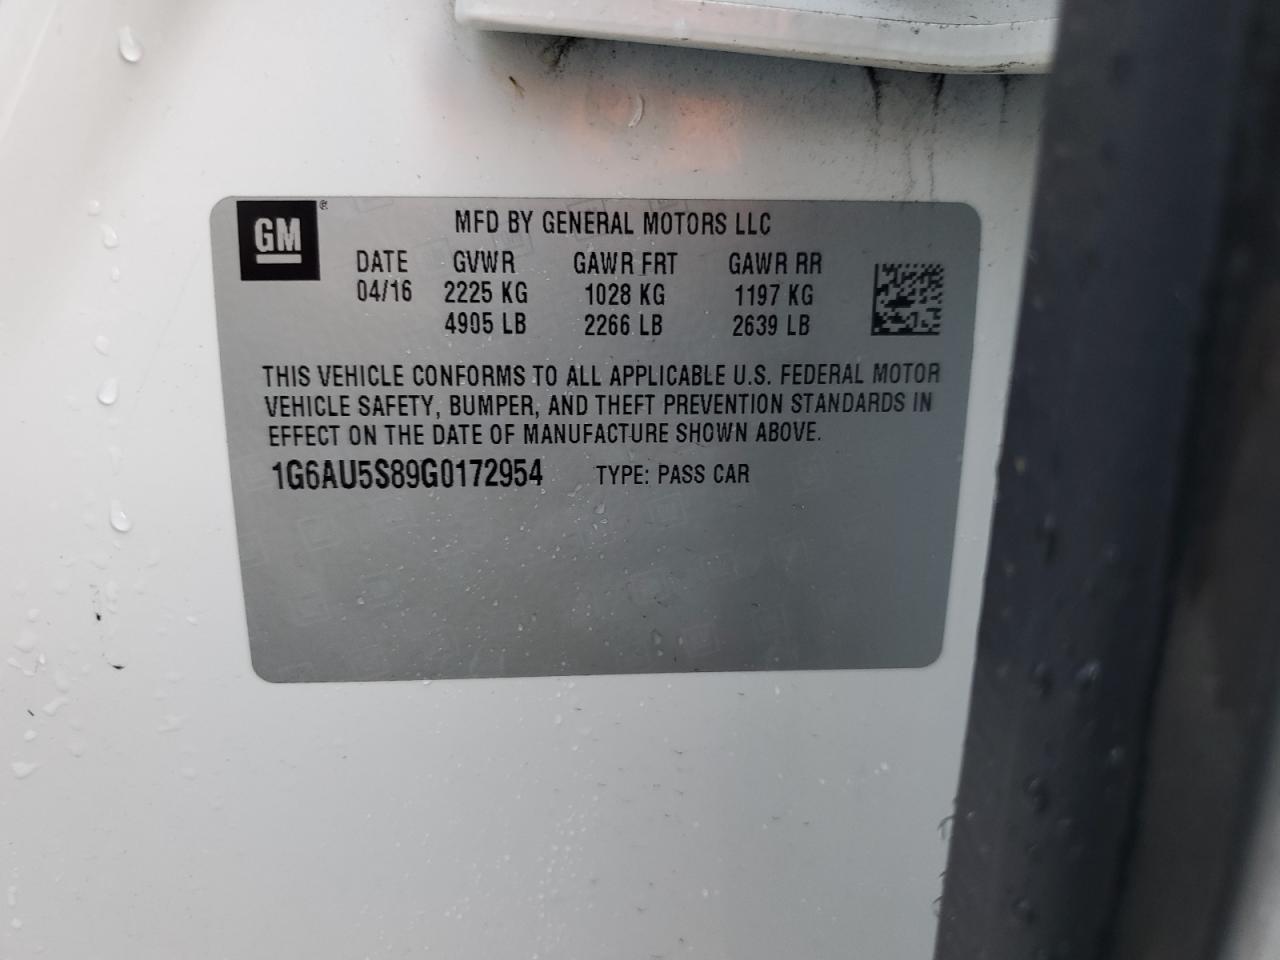 GM®
MFD BY GENERAL MOTORS LLC
DATE GVWR GAWR FRT GAWR RR
04/16 2225 KG 1028 KG 1197 KG
4905 LB 2266 LB 2639 LB
THIS VEHICLE CONFORMS TO ALL APPLICABLE U.S. FEDERAL MOTOR
VEHICLE SAFETY, BUMPER, AND THEFT PREVENTION STANDARDS IN
EFFECT ON THE DATE OF MANUFACTURE SHOWN ABOVE.
1G6AU5S89G0172954 TYPE: PASS CAR